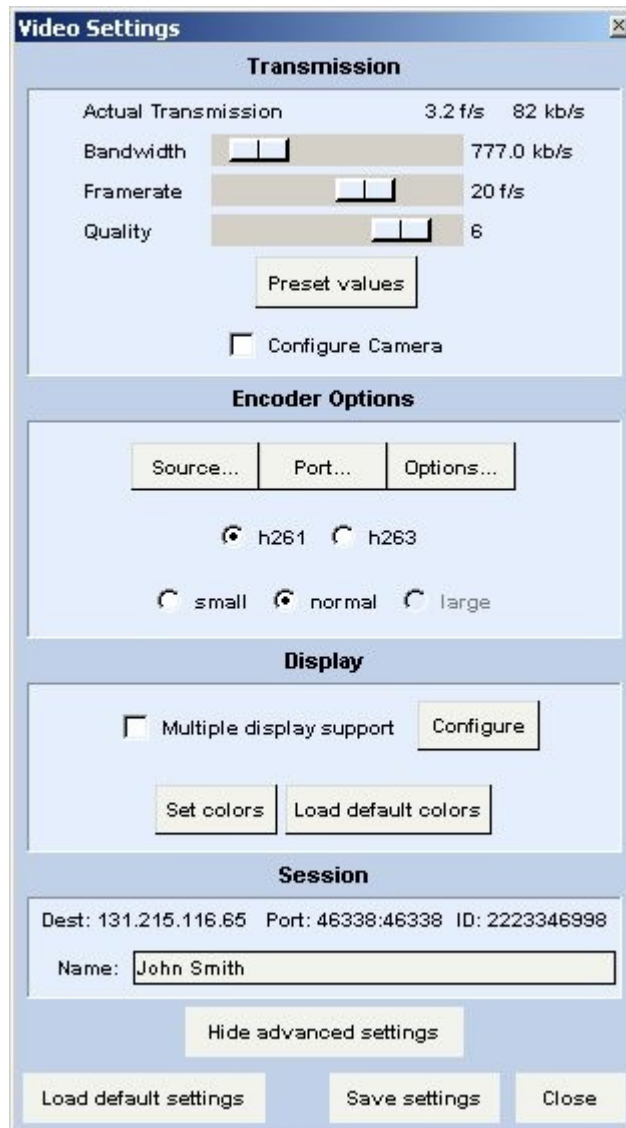 Video Settings
Transmission
Actual Transmission 3.2 f/s 82 kb/s
Bandwidth 777.0 kb/s
Framerate 20 f/s
Quality 6
Preset values
Configure Camera
Encoder Options
Source... Port... Options...
h261 h263
small normal large
Display
Multiple display support Configure
Set colors Load default colors
Session
Dest: 131.215.116.65 Port: 46338:46338 ID: 2223346998
Name: John Smith
Hide advanced settings
Load default settings Save settings Close